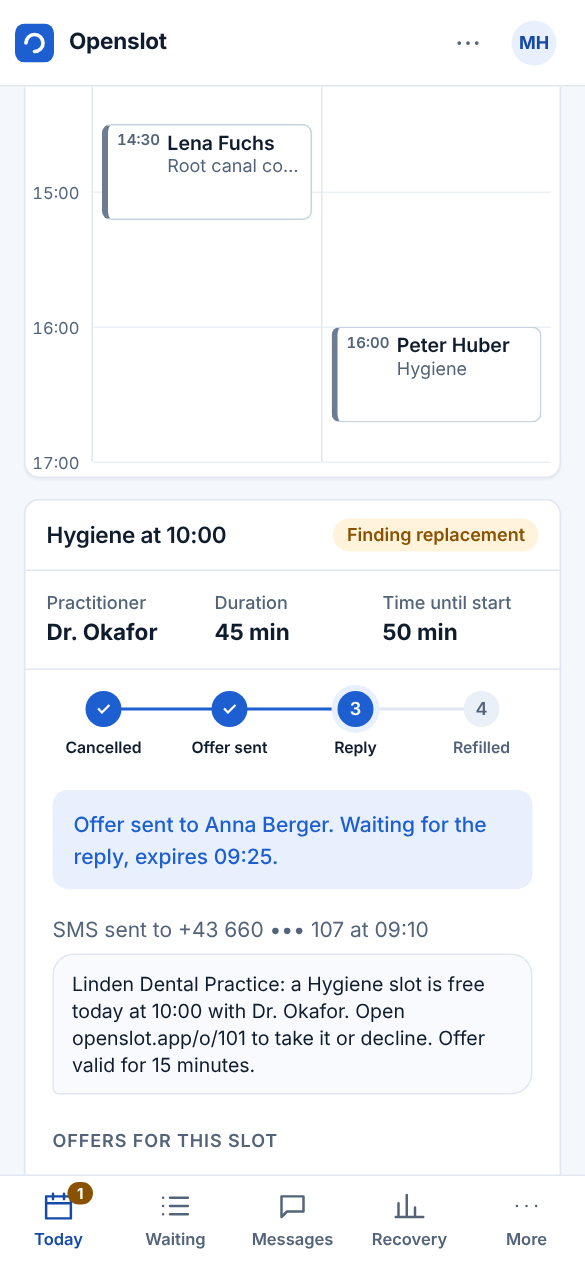 Openslot
MH
14:30 Lena Fuchs
Root canal co...
15:00
16:00
16:00 Peter Huber
Hygiene
17:00
Hygiene at 10:00
Finding replacement
Practitioner Duration Time until start
Dr. Okafor 45 min 50 min
3 4
Cancelled Offer sent Reply Refilled
Offer sent to Anna Berger. Waiting for the
reply, expires 09:25.
SMS sent to +43 660 ••• 107 at 09:10
Linden Dental Practice: a Hygiene slot is free
today at 10:00 with Dr. Okafor. Open
openslot.app/o/101 to take it or decline. Offer
valid for 15 minutes.
OFFERS FOR THIS SLOT
1
Today Waiting Messages Recovery More